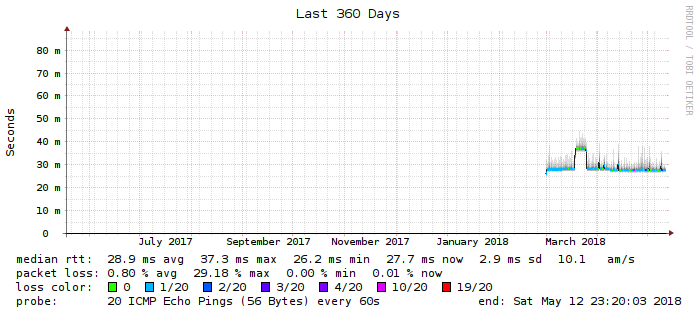 Last 360 Days
RRDTOOL / TOBI OETIKER
Seconds
80 m
70 m
60 m
50 m
40 m
30 m
20 m
10 m
0
July 2017 September 2017 November 2017 January 2018 March 2018
median rtt: 28.9 ms avg 37.3 ms max 26.2 ms min 27.7 ms now 2.9 ms sd 10.1 am/s
packet loss: 0.80 % avg 29.18 % max 0.00 % min 0.01 % now
loss color: 0 1/20 2/20 3/20 4/20 10/20 19/20
probe: 20 ICMP Echo Pings (56 Bytes) every 60s end: Sat May 12 23:20:03 2018